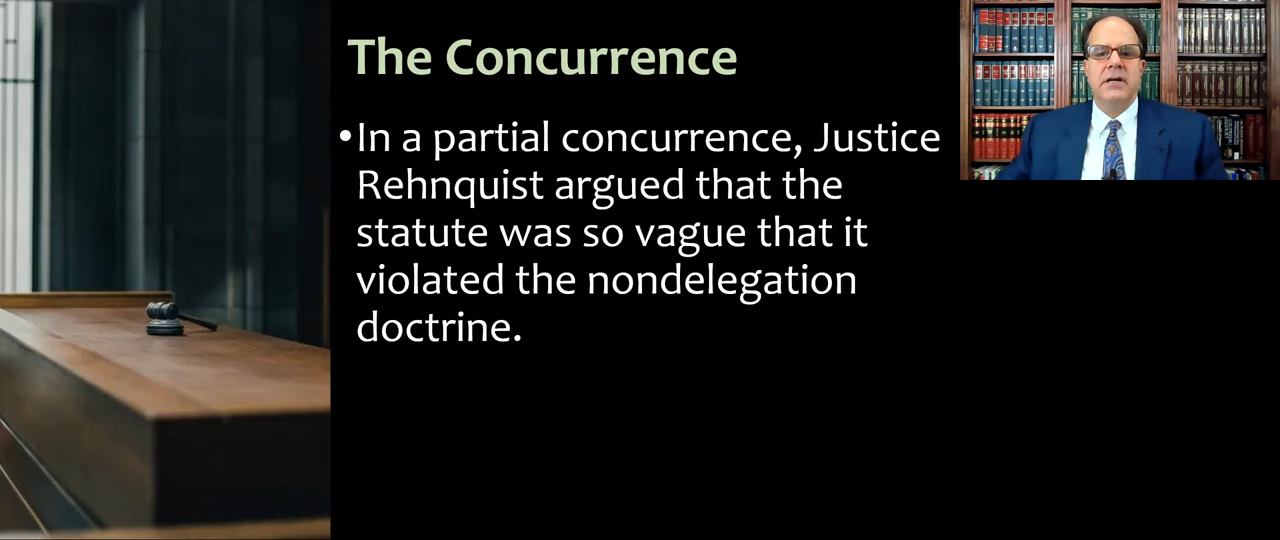 The Concurrence
•In a partial concurrence, Justice
Rehnquist argued that the
statute was so vague that it
violated the nondelegation
doctrine.